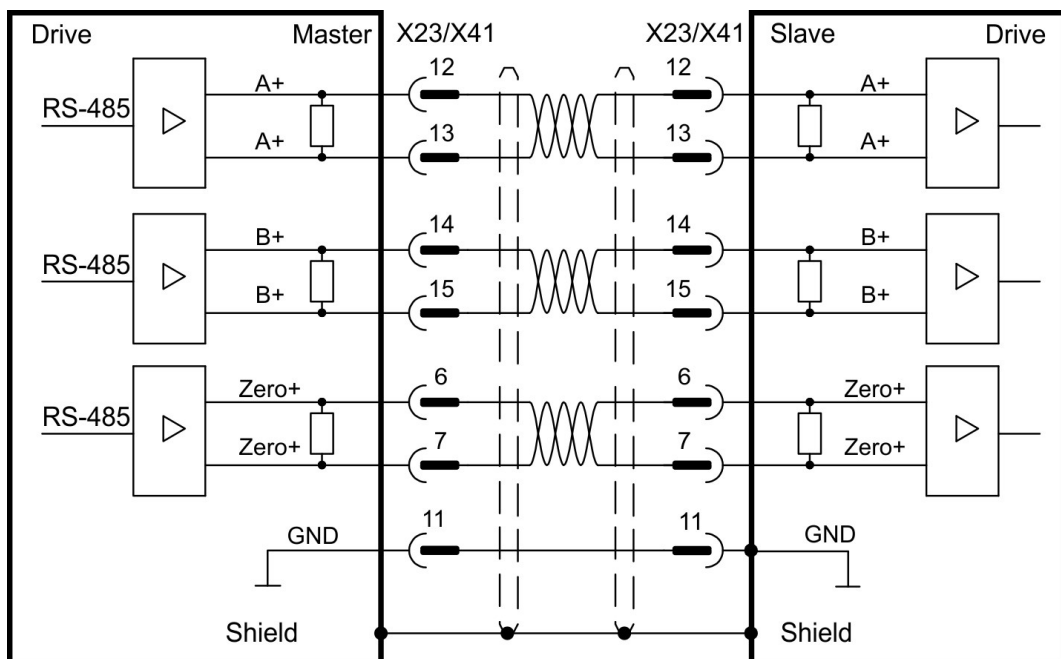 Drive Master X23/X41 X23/X41 Slave Drive
12 12
A+ A+
RS-485
13 13
A+ A+
14 14
B+ B+
RS-485
15 15
B+ B+
6 6
Zero+ Zero+
RS-485
7 7
Zero+ Zero+
11 11
GND GND
Shield Shield